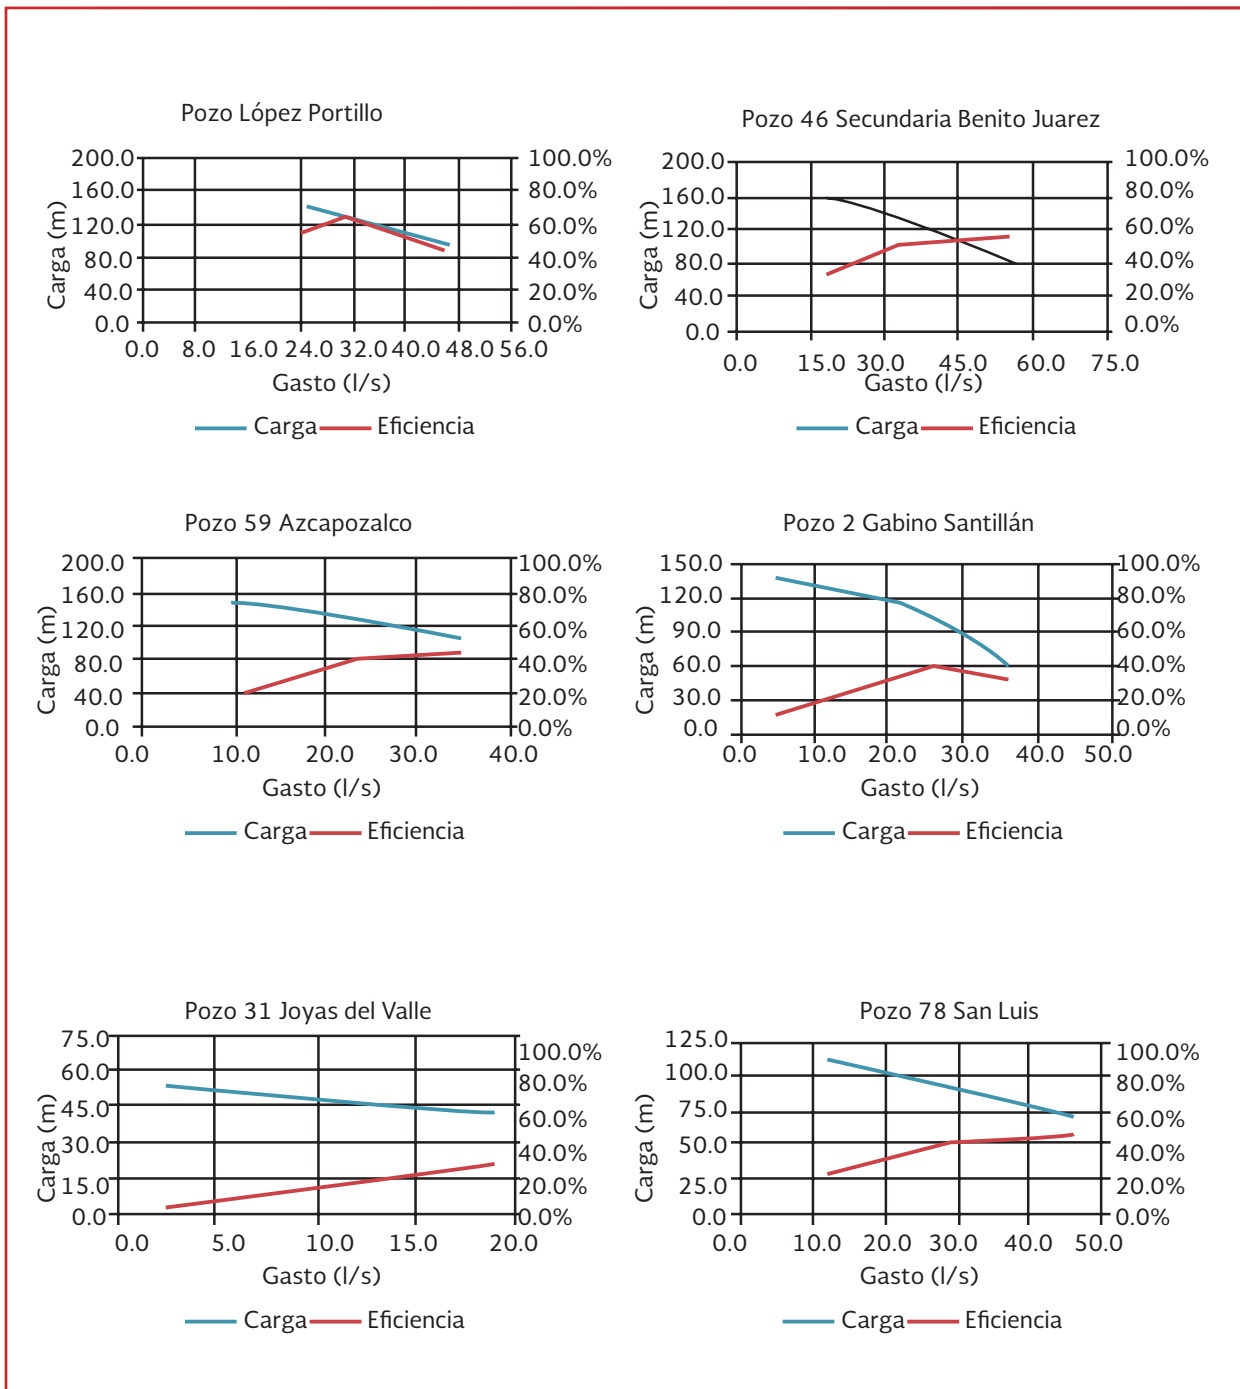 Pozo López Portillo
200.0
160.0
120.0
80.0
40.0
0.0
Carga (m)
100.0%
80.0%
60.0%
40.0%
20.0%
0.0%
0.0 8.0 16.0 24.0 32.0 40.0 48.0 56.0
Gasto (l/s)
Carga Eficiencia
Pozo 46 Secundaria Benito Juarez
200.0
160.0
120.0
80.0
40.0
0.0
Carga (m)
100.0%
80.0%
60.0%
40.0%
20.0%
0.0%
0.0 15.0 30.0 45.0 60.0 75.0
Gasto (l/s)
Carga Eficiencia
Pozo 59 Azcapozalco
200.0
160.0
120.0
80.0
40.0
0.0
Carga (m)
100.0%
80.0%
60.0%
40.0%
20.0%
0.0%
0.0 10.0 20.0 30.0 40.0
Gasto (l/s)
Carga Eficiencia
Pozo 2 Gabino Santillán
150.0
120.0
90.0
60.0
30.0
0.0
Carga (m)
100.0%
80.0%
60.0%
40.0%
20.0%
0.0%
0.0 10.0 20.0 30.0 40.0 50.0
Gasto (l/s)
Carga Eficiencia
Pozo 31 Joyas del Valle
75.0
60.0
45.0
30.0
15.0
0.0
Carga (m)
100.0%
80.0%
60.0%
40.0%
20.0%
0.0%
0.0 5.0 10.0 15.0 20.0
Gasto (l/s)
Carga Eficiencia
Pozo 78 San Luis
125.0
100.0
75.0
50.0
25.0
0.0
Carga (m)
100.0%
80.0%
60.0%
40.0%
20.0%
0.0%
0.0 10.0 20.0 30.0 40.0 50.0
Gasto (l/s)
Carga Eficiencia